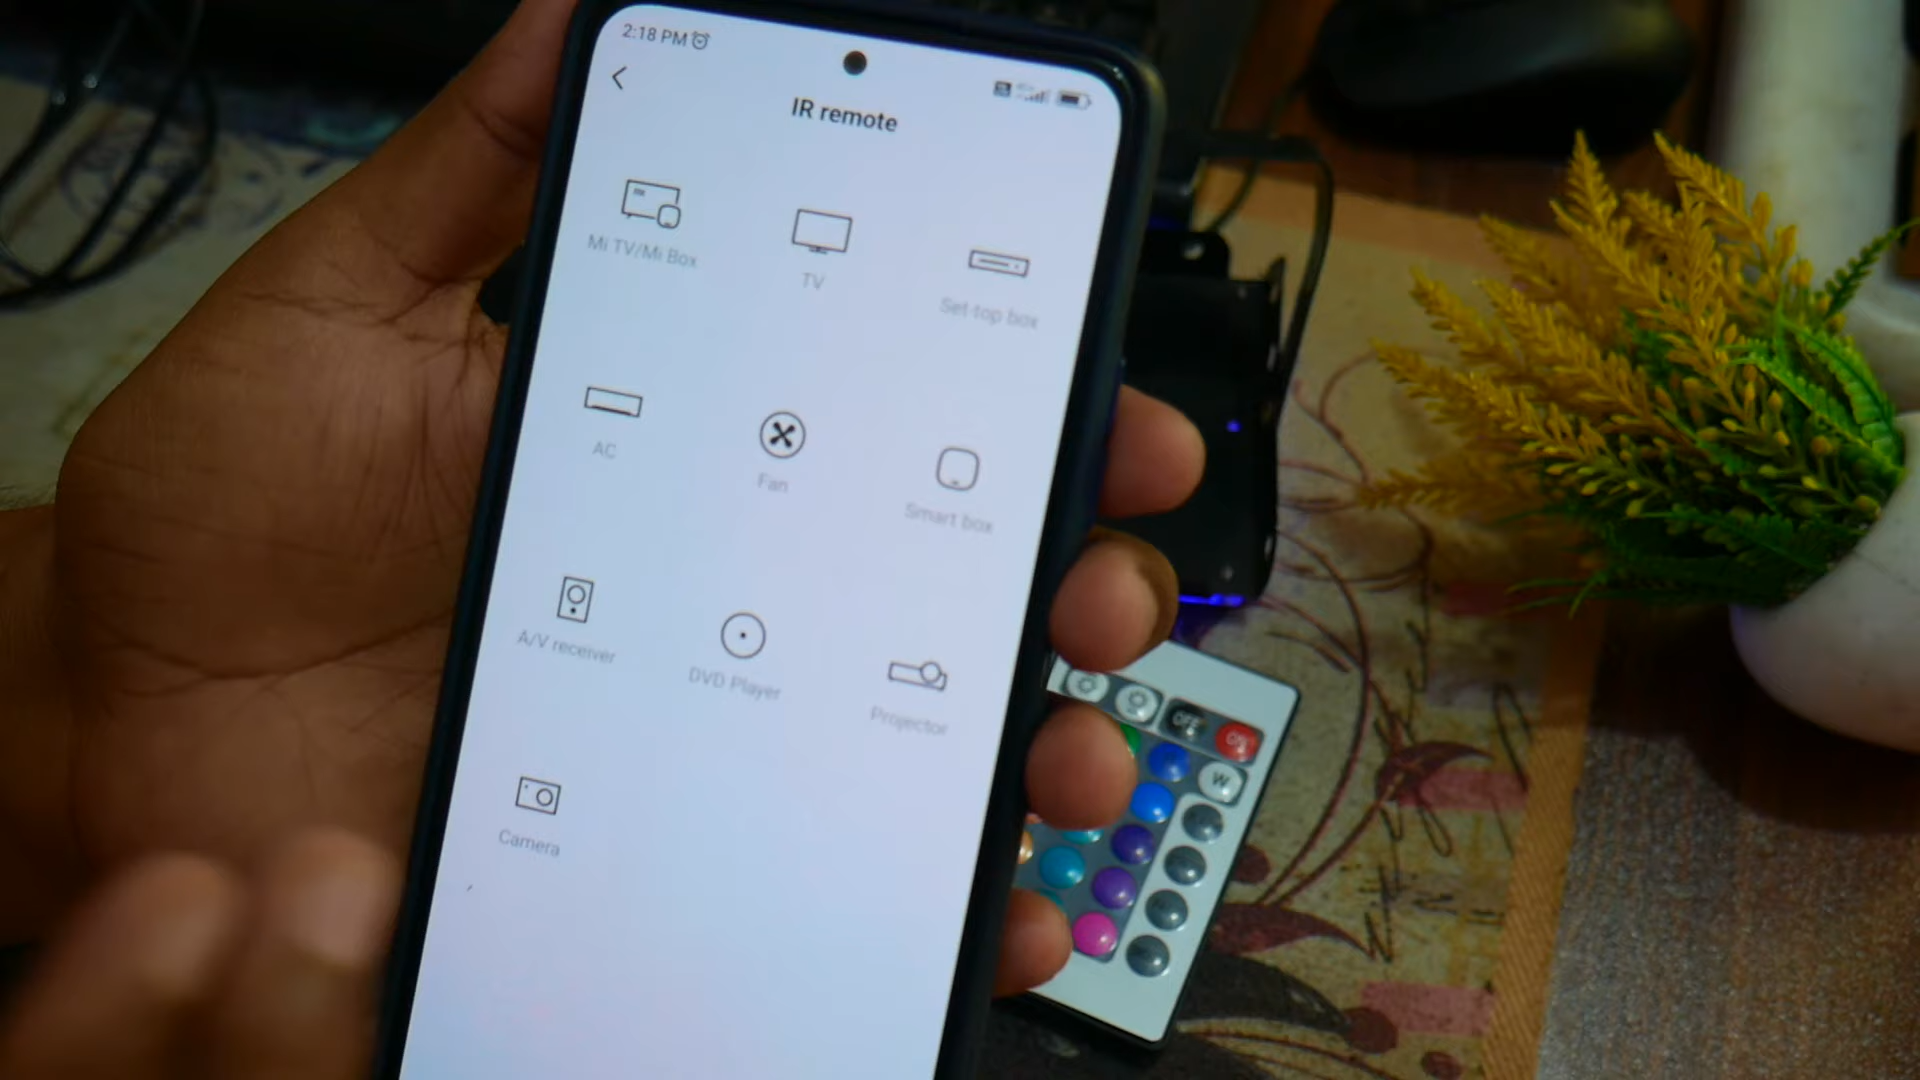 2:18 PM
IR remote
Mi TV/Mi Box
TV
Set top box
AC
Fan
Smart box
A/V receiver
DVD Player
Projector
Camera
OFF
ON
W